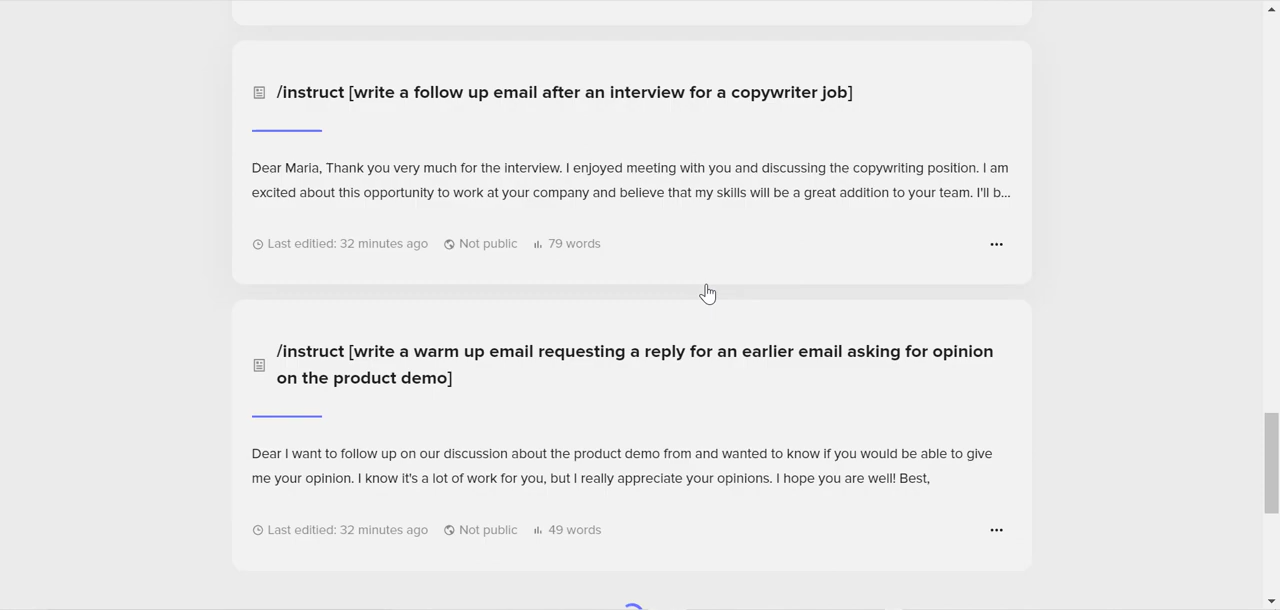 /instruct [write a follow up email after an interview for a copywriter job]
Dear Maria, Thank you very much for the interview. I enjoyed meeting with you and discussing the copywriting position. I am
excited about this opportunity to work at your company and believe that my skills will be a great addition to your team. I'll b...
Last editied: 32 minutes ago Not public 79 words
/instruct [write a warm up email requesting a reply for an earlier email asking for opinion
on the product demo]
Dear I want to follow up on our discussion about the product demo from and wanted to know if you would be able to give
me your opinion. I know it's a lot of work for you, but I really appreciate your opinions. I hope you are well! Best,
Last editied: 32 minutes ago Not public 49 words